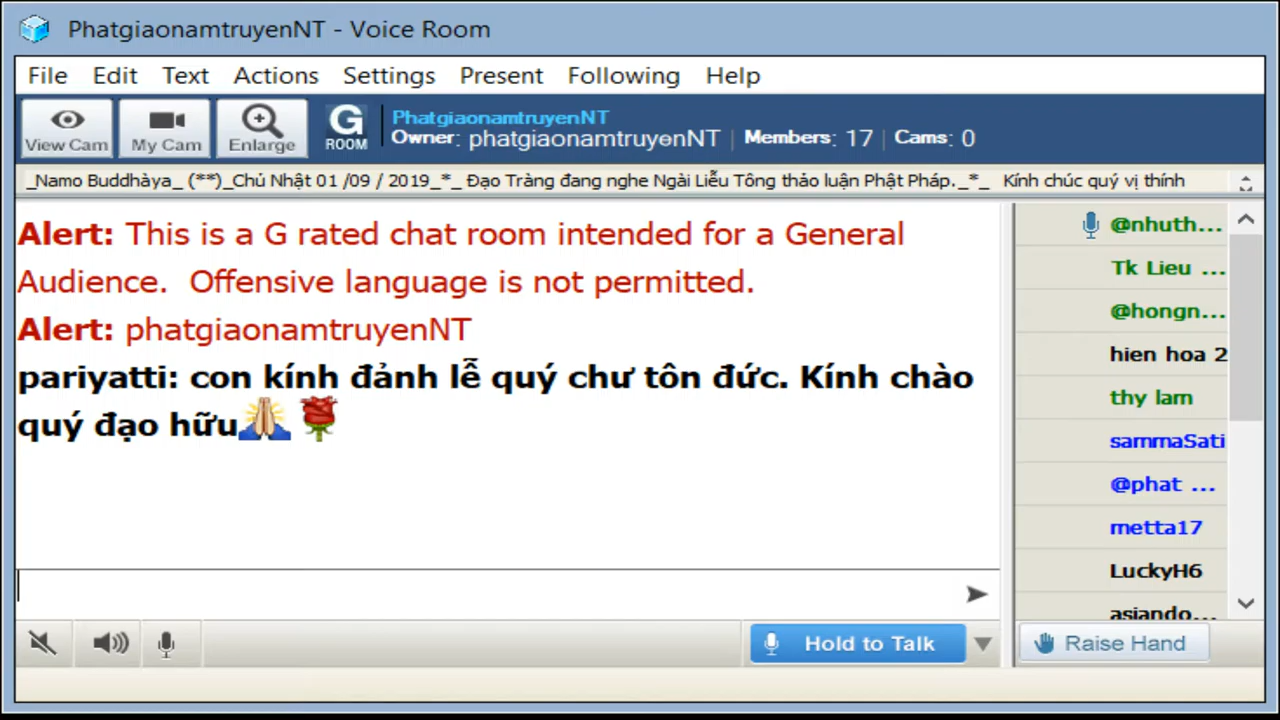 PhatgiaonamtruyenNT - Voice Room
File Edit Text Actions Settings Present Following Help
View Cam My Cam Enlarge G ROOM
PhatgiaonamtruyenNT
Owner: phatgiaonamtruyenNT | Members: 17 | Cams: 0
_Namo Buddhàya_ (**)_Chủ Nhật 01 /09 / 2019_*_ Đạo Tràng đang nghe Ngài Liễu Tông thảo luận Phật Pháp._*_ Kính chúc quý vị thính
Alert: This is a G rated chat room intended for a General
Audience. Offensive language is not permitted.
Alert: phatgiaonamtruyenNT
pariyatti: con kính đảnh lễ quý chư tôn đức. Kính chào
quý đạo hữu🙏🏼 🌹
@nhuth...
Tk Lieu ...
@hongn...
hien hoa 2
thy lam
sammaSati
@phat ...
metta17
LuckyH6
asiando...
Hold to Talk
Raise Hand